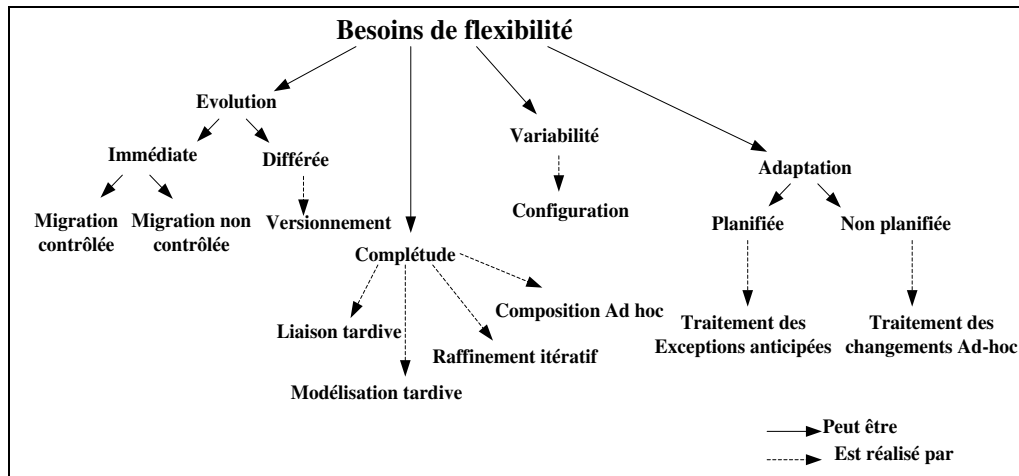 Besoins de flexibilité
Evolution
Variabilité
Immédiate
Différée
Adaptation
Migration
contrôlée
Migration non
contrôlée
Versionnement
Configuration
Planifiée
Non planifiée
Complétude
Composition Ad hoc
Liaison tardive
Raffinement itératif
Traitement des
Exceptions anticipées
Traitement des
changements Ad-hoc
Modélisation tardive
Peut être
Est réalisé par